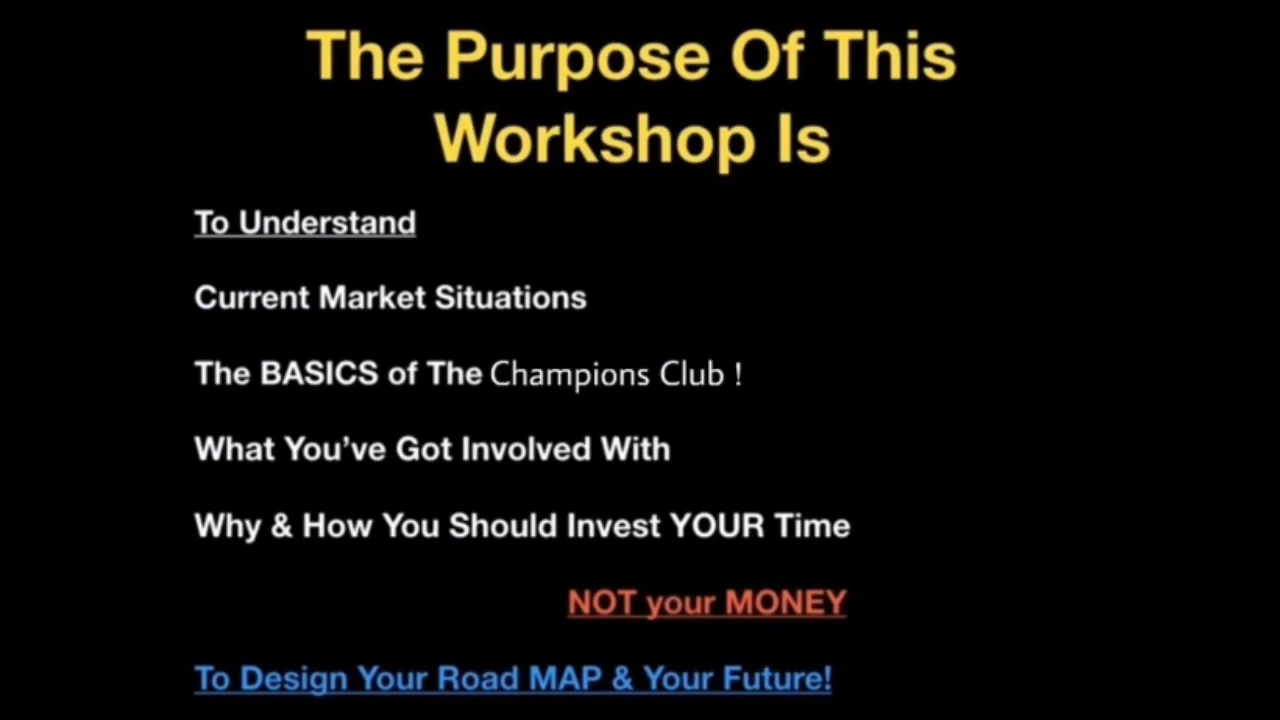 The Purpose Of This
Workshop Is
To Understand
Current Market Situations
The BASICS of The Champions Club !
What You’ve Got Involved With
Why & How You Should Invest YOUR Time
NOT your MONEY
To Design Your Road MAP & Your Future!